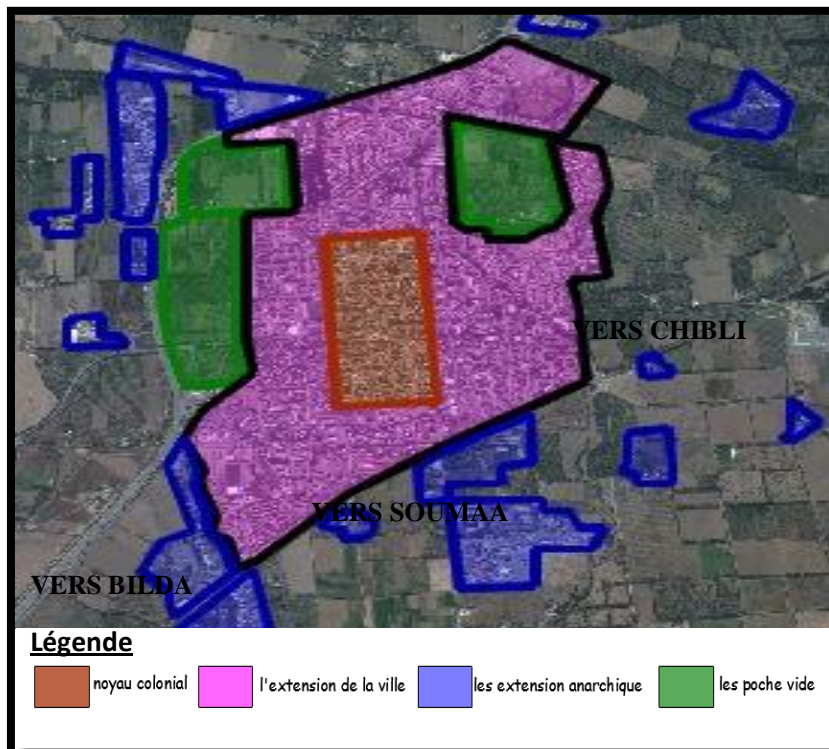 VERS CHIBLI
VERS SOUMAA
VERS BILDA
Légende
noyau colonial
l'extension de la ville
les extension anarchique
les poche vide